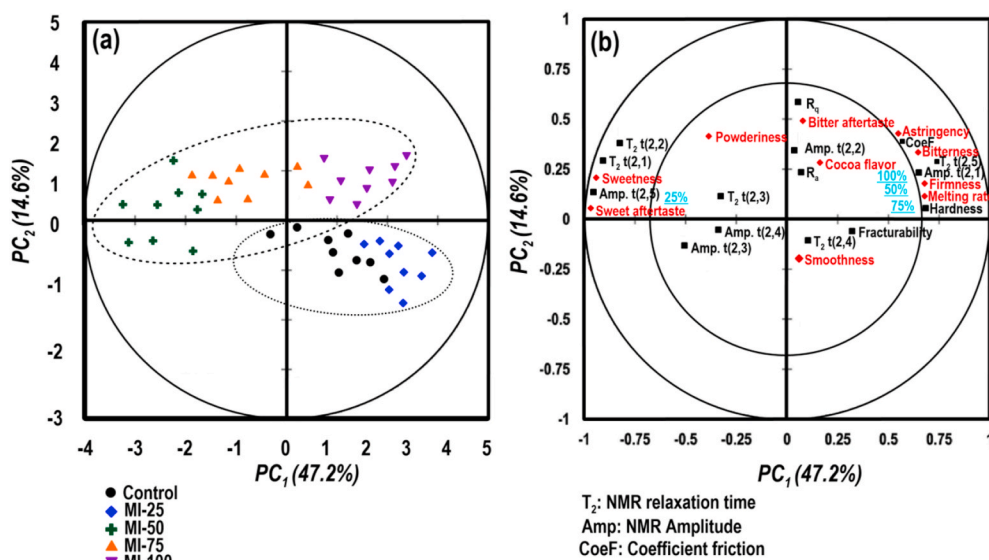 (a)
5
4
3
2
1
0
-1
-2
-3
PC2 (14.6%)
-4 -3 -2 -1 0 1 2 3 4 5
PC1 (47.2%)
Control
MI-25
MI-50
MI-75
MI-100
(b)
1
0.75
0.5
0.25
0
-0.25
-0.5
-0.75
-1
PC2 (14.6%)
Rq
Bitter aftertaste
Astringency
CoeF
Powderiness
T2 t(2,2)
Amp. t(2,2)
Bitterness
T2 t(2,1)
Cocoa flavor
T2 t(2,5)
Sweetness
Ra
100%
Amp. t(2,1)
Amp. t(2,5)
25%
T2 t(2,3)
50%
Firmness
Melting rat
Sweet aftertaste
75%
Hardness
Amp. t(2,4)
Fracturability
Amp. t(2,3)
T2 t(2,4)
Smoothness
-1 -0.75 -0.5 -0.25 0 0.25 0.5 0.75 1
PC1 (47.2%)
T2: NMR relaxation time
Amp: NMR Amplitude
CoeF: Coefficient friction